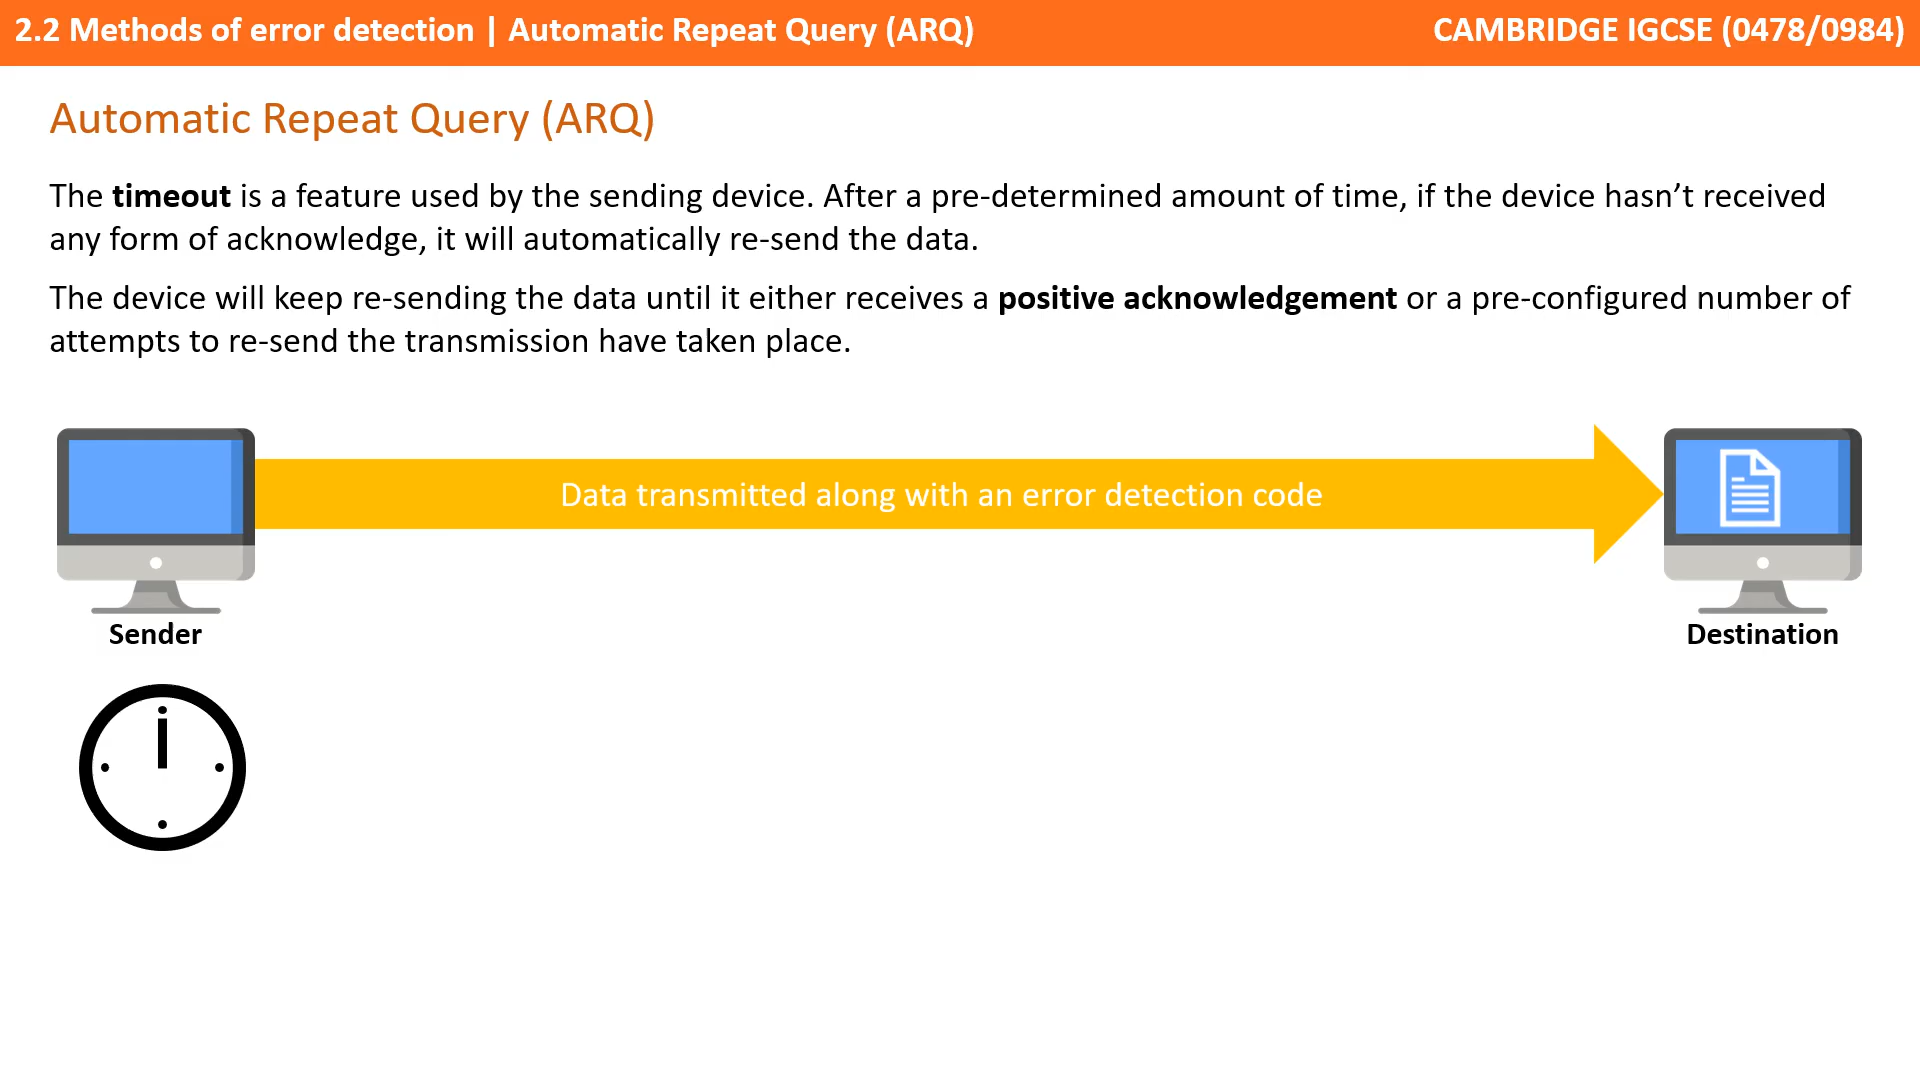 2.2 Methods of error detection | Automatic Repeat Query (ARQ)
CAMBRIDGE IGCSE (0478/0984)
Automatic Repeat Query (ARQ)
The timeout is a feature used by the sending device. After a pre-determined amount of time, if the device hasn’t received
any form of acknowledge, it will automatically re-send the data.
The device will keep re-sending the data until it either receives a positive acknowledgement or a pre-configured number of
attempts to re-send the transmission have taken place.
Data transmitted along with an error detection code
Sender
Destination